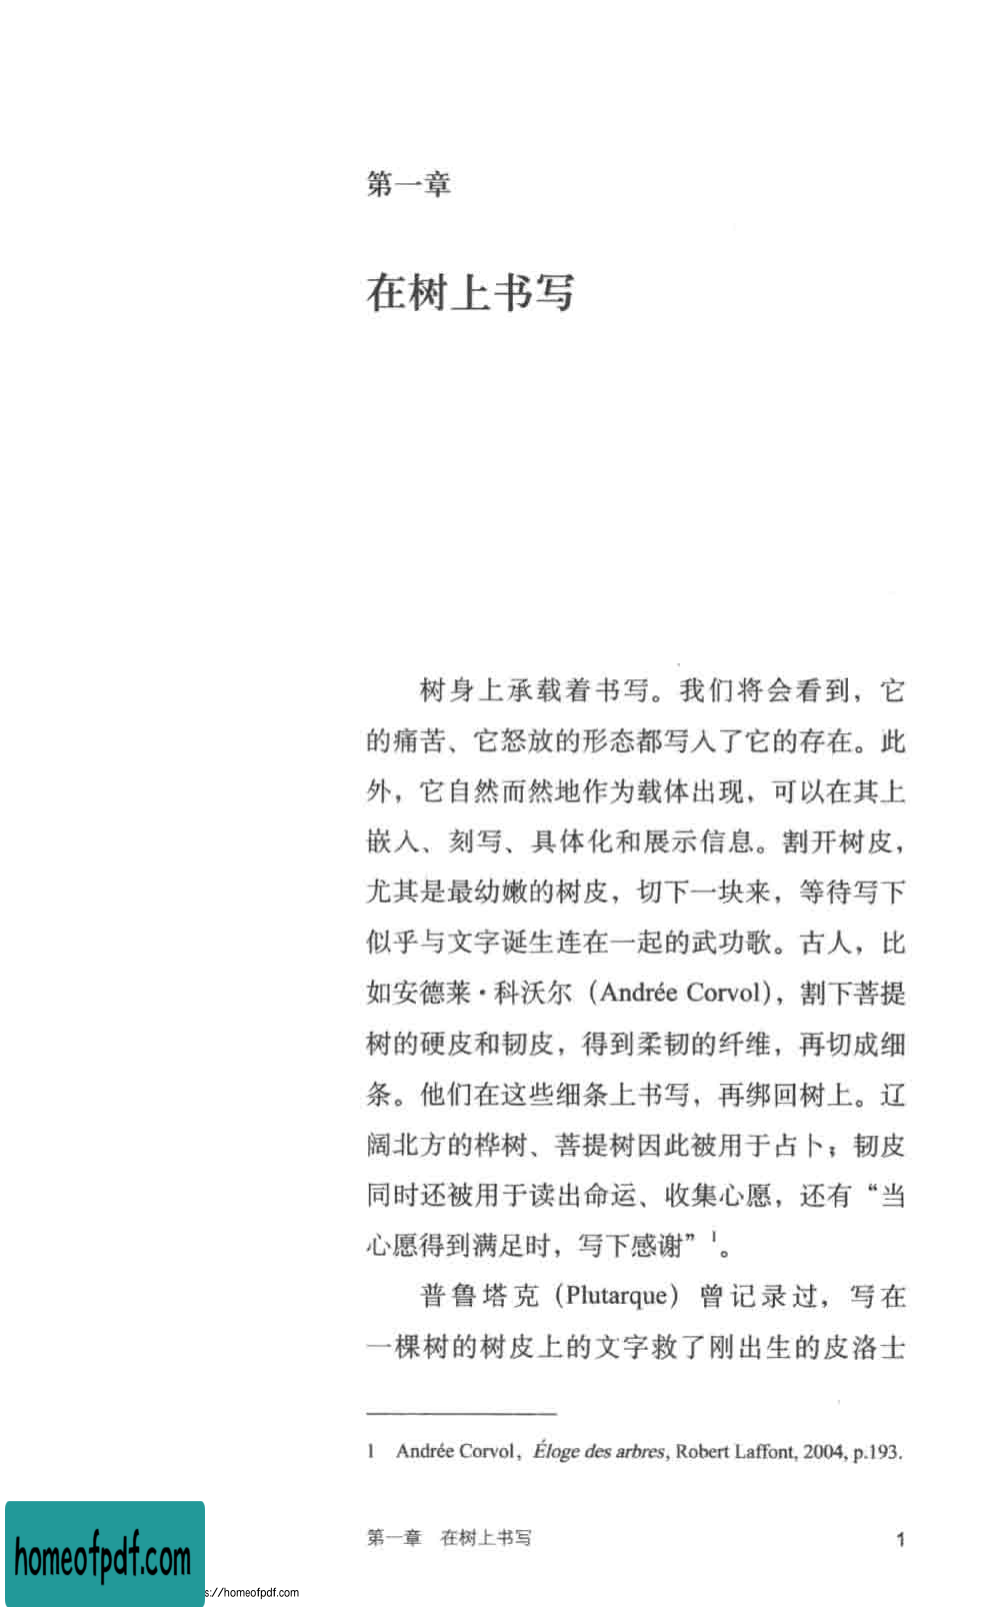 第一章
在树上书写
树身上承载着书写。我们将会看到，它
的痛苦、它怒放的形态都写入了它的存在。此
外，它自然而然地作为载体出现，可以在其上
嵌入、刻写、具体化和展示信息。割开树皮，
尤其是最幼嫩的树皮，切下一块来，等待写下
似乎与文字诞生连在一起的武功歌。古人，比
如安德莱·科沃尔（Andrée Corvol），割下菩提
树的硬皮和韧皮，得到柔韧的纤维，再切成细
条。他们在这些细条上书写，再绑回树上。辽
阔北方的桦树、菩提树因此被用于占卜；韧皮
同时还被用于读出命运、收集心愿，还有“当
心愿得到满足时，写下感谢”1。
普鲁塔克（Plutarque）曾记录过，写在
一棵树的树皮上的文字救了刚出生的皮洛士
1 Andrée Corvol，Éloge des arbres, Robert Laffont, 2004, p.193.
第一章 在树上书写 1
homeofpdf.com
s://homeofpdf.com